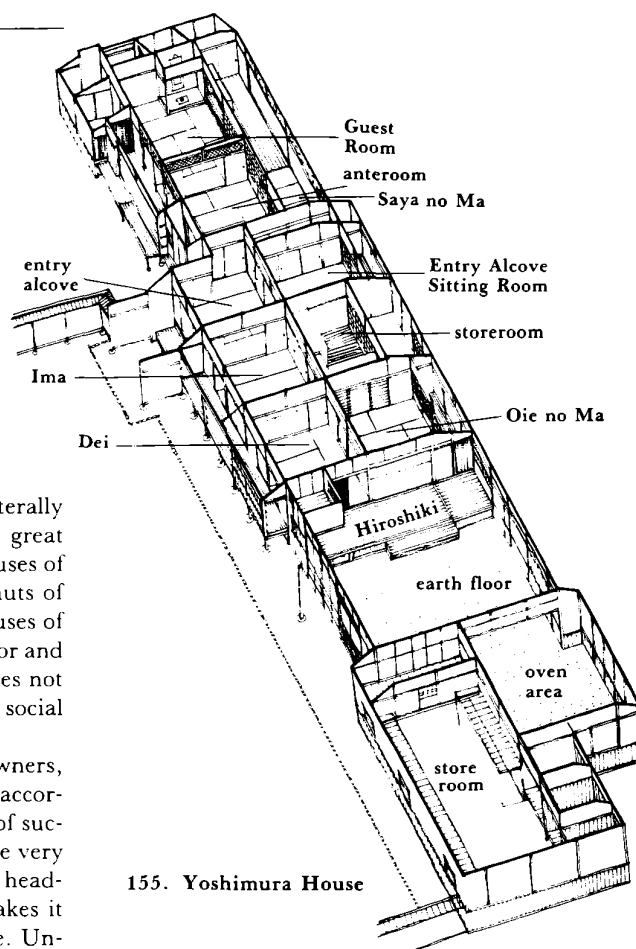 Guest
Room
anteroom
Saya no Ma
entry
alcove
Entry Alcove
Sitting Room
storeroom
Ima
Oie no Ma
Dei
Hiroshiki
earth floor
oven
area
store
room
155. Yoshimura House
terally
great
uses of
nuts of
uses of
or and
es not
social
wners,
accor-
of suc-
e very
head-
akes it
e. Un-